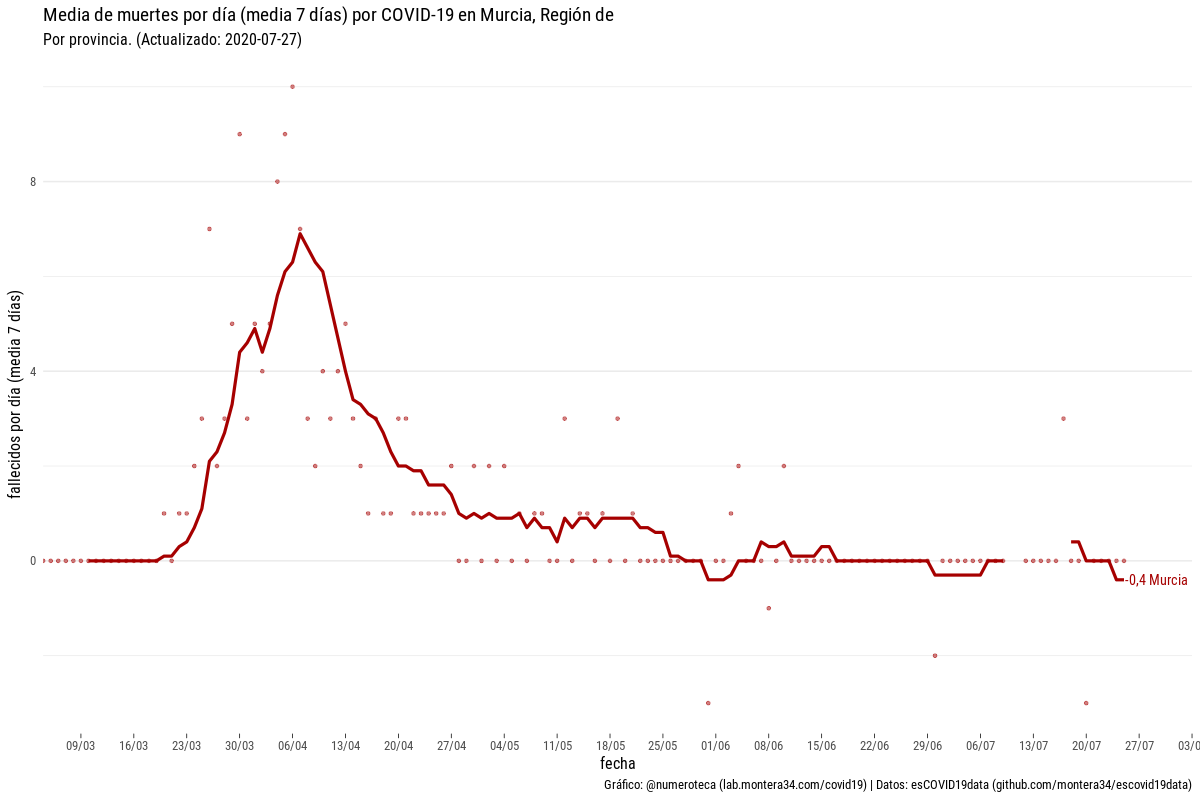 Media de muertes por día (media 7 días) por COVID-19 en Murcia, Región de
Por provincia. (Actualizado: 2020-07-27)
fallecidos por día (media 7 días)
8
4
0
-0,4 Murcia
09/03 16/03 23/03 30/03 06/04 13/04 20/04 27/04 04/05 11/05 18/05 25/05 01/06 08/06 15/06 22/06 29/06 06/07 13/07 20/07 27/07 03/0
fecha
Gráfico: @numeroteca (lab.montera34.com/covid19) | Datos: esCOVID19data (github.com/montera34/escovid19data)